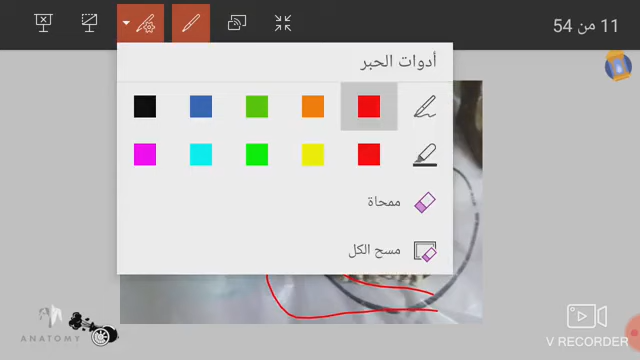 11 من 54
أدوات الحبر
ممحاة
مسح الكل
ANATOMY
V RECORDER